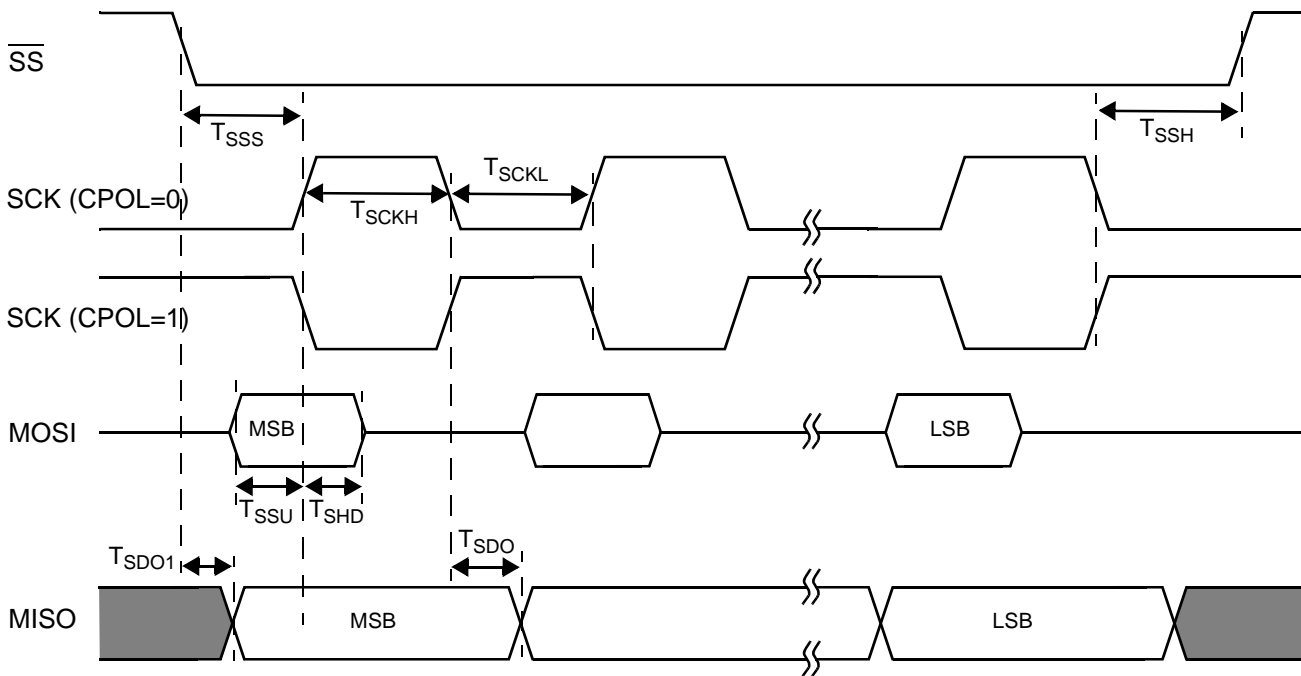 SS
TSSS
TSSH
SCK (CPOL=0)
TSCKH
TSCKL
SCK (CPOL=1)
MOSI
MSB
LSB
TSSU
TSHD
TSDO1
TSDO
MISO
MSB
LSB